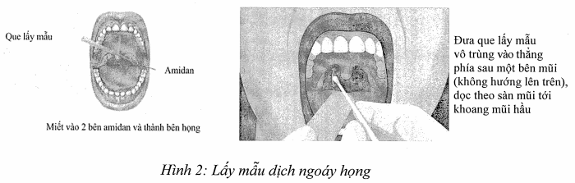 Que lấy mẫu
Amidan
Miết vào 2 bên amidan và thành bên họng
Đưa que lấy mẫu
vô trùng vào thẳng
phía sau một bên mũi
(không hướng lên trên),
dọc theo sàn mũi tới
khoang mũi hầu
Hình 2: Lấy mẫu dịch ngoáy họng